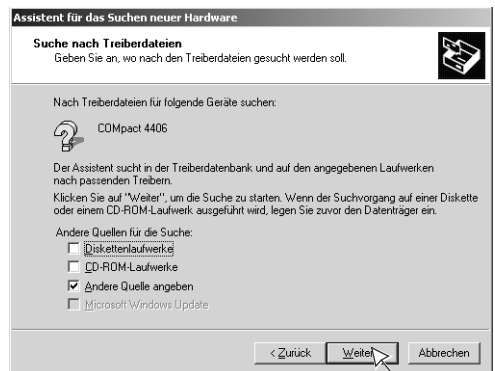 Assistent für das Suchen neuer Hardware
Suche nach Treiberdateien
Geben Sie an, wo nach den Treiberdateien gesucht werden soll.
Nach Treiberdateien für folgende Geräte suchen:
COMpact 4406
Der Assistent sucht in der Treiberdatenbank und auf den angegebenen Laufwerken
nach passenden Treibern.
Klicken Sie auf "Weiter", um die Suche zu starten. Wenn der Suchvorgang auf einer Diskette
oder einem CD-ROM-Laufwerk ausgeführt wird, legen Sie zuvor den Datenträger ein.
Andere Quellen für die Suche:
Diskettenlaufwerke
CD-ROM-Laufwerke
Andere Quelle angeben
Microsoft Windows Update
< Zurück Weiter Abbrechen